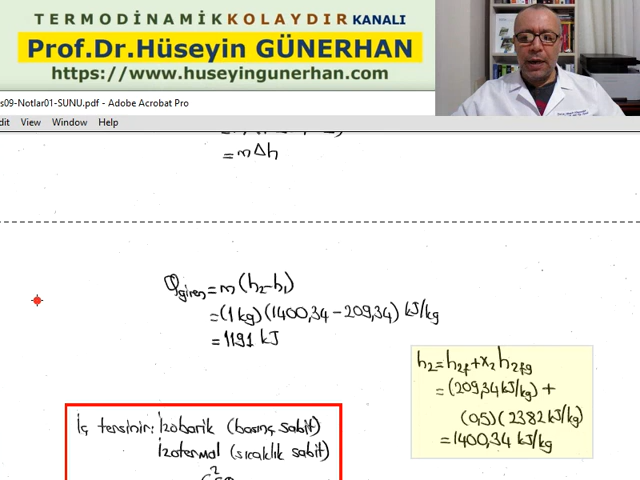 TERMODİNAMİKKOLAYDIR KANALI
Prof.Dr.Hüseyin GÜNERHAN
https://www.huseyingunerhan.com
s09-Notlar01-SUNU.pdf - Adobe Acrobat Pro
dit View Window Help
= m Δh
Qgiren = m (h2-h1)
= (1 kg) (1400,34 - 209,34) kJ/kg
= 1191 kJ
h2 = h2f + x2 h2fg
= (209,34 kJ/kg) +
(0,5) (2382 kJ/kg)
= 1400,34 kJ/kg
İç tersinir: İzobarik (basınç sabit)
İzotermal (sıcaklık sabit)